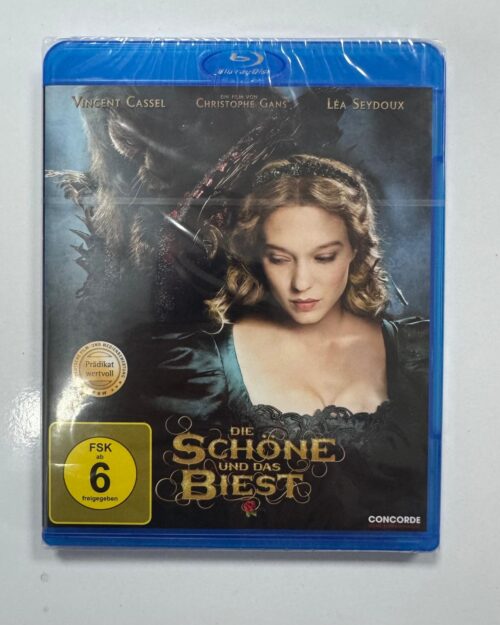 Blu-ray Disc
VINCENT CASSEL
EIN FILM VON
CHRISTOPHE GANS
LÉA SEYDOUX
Prädikat
wertvoll
DIE
SCHÖNE
UND DAS
BIEST
FSK
ab
6
freigegeben
CONCORDE